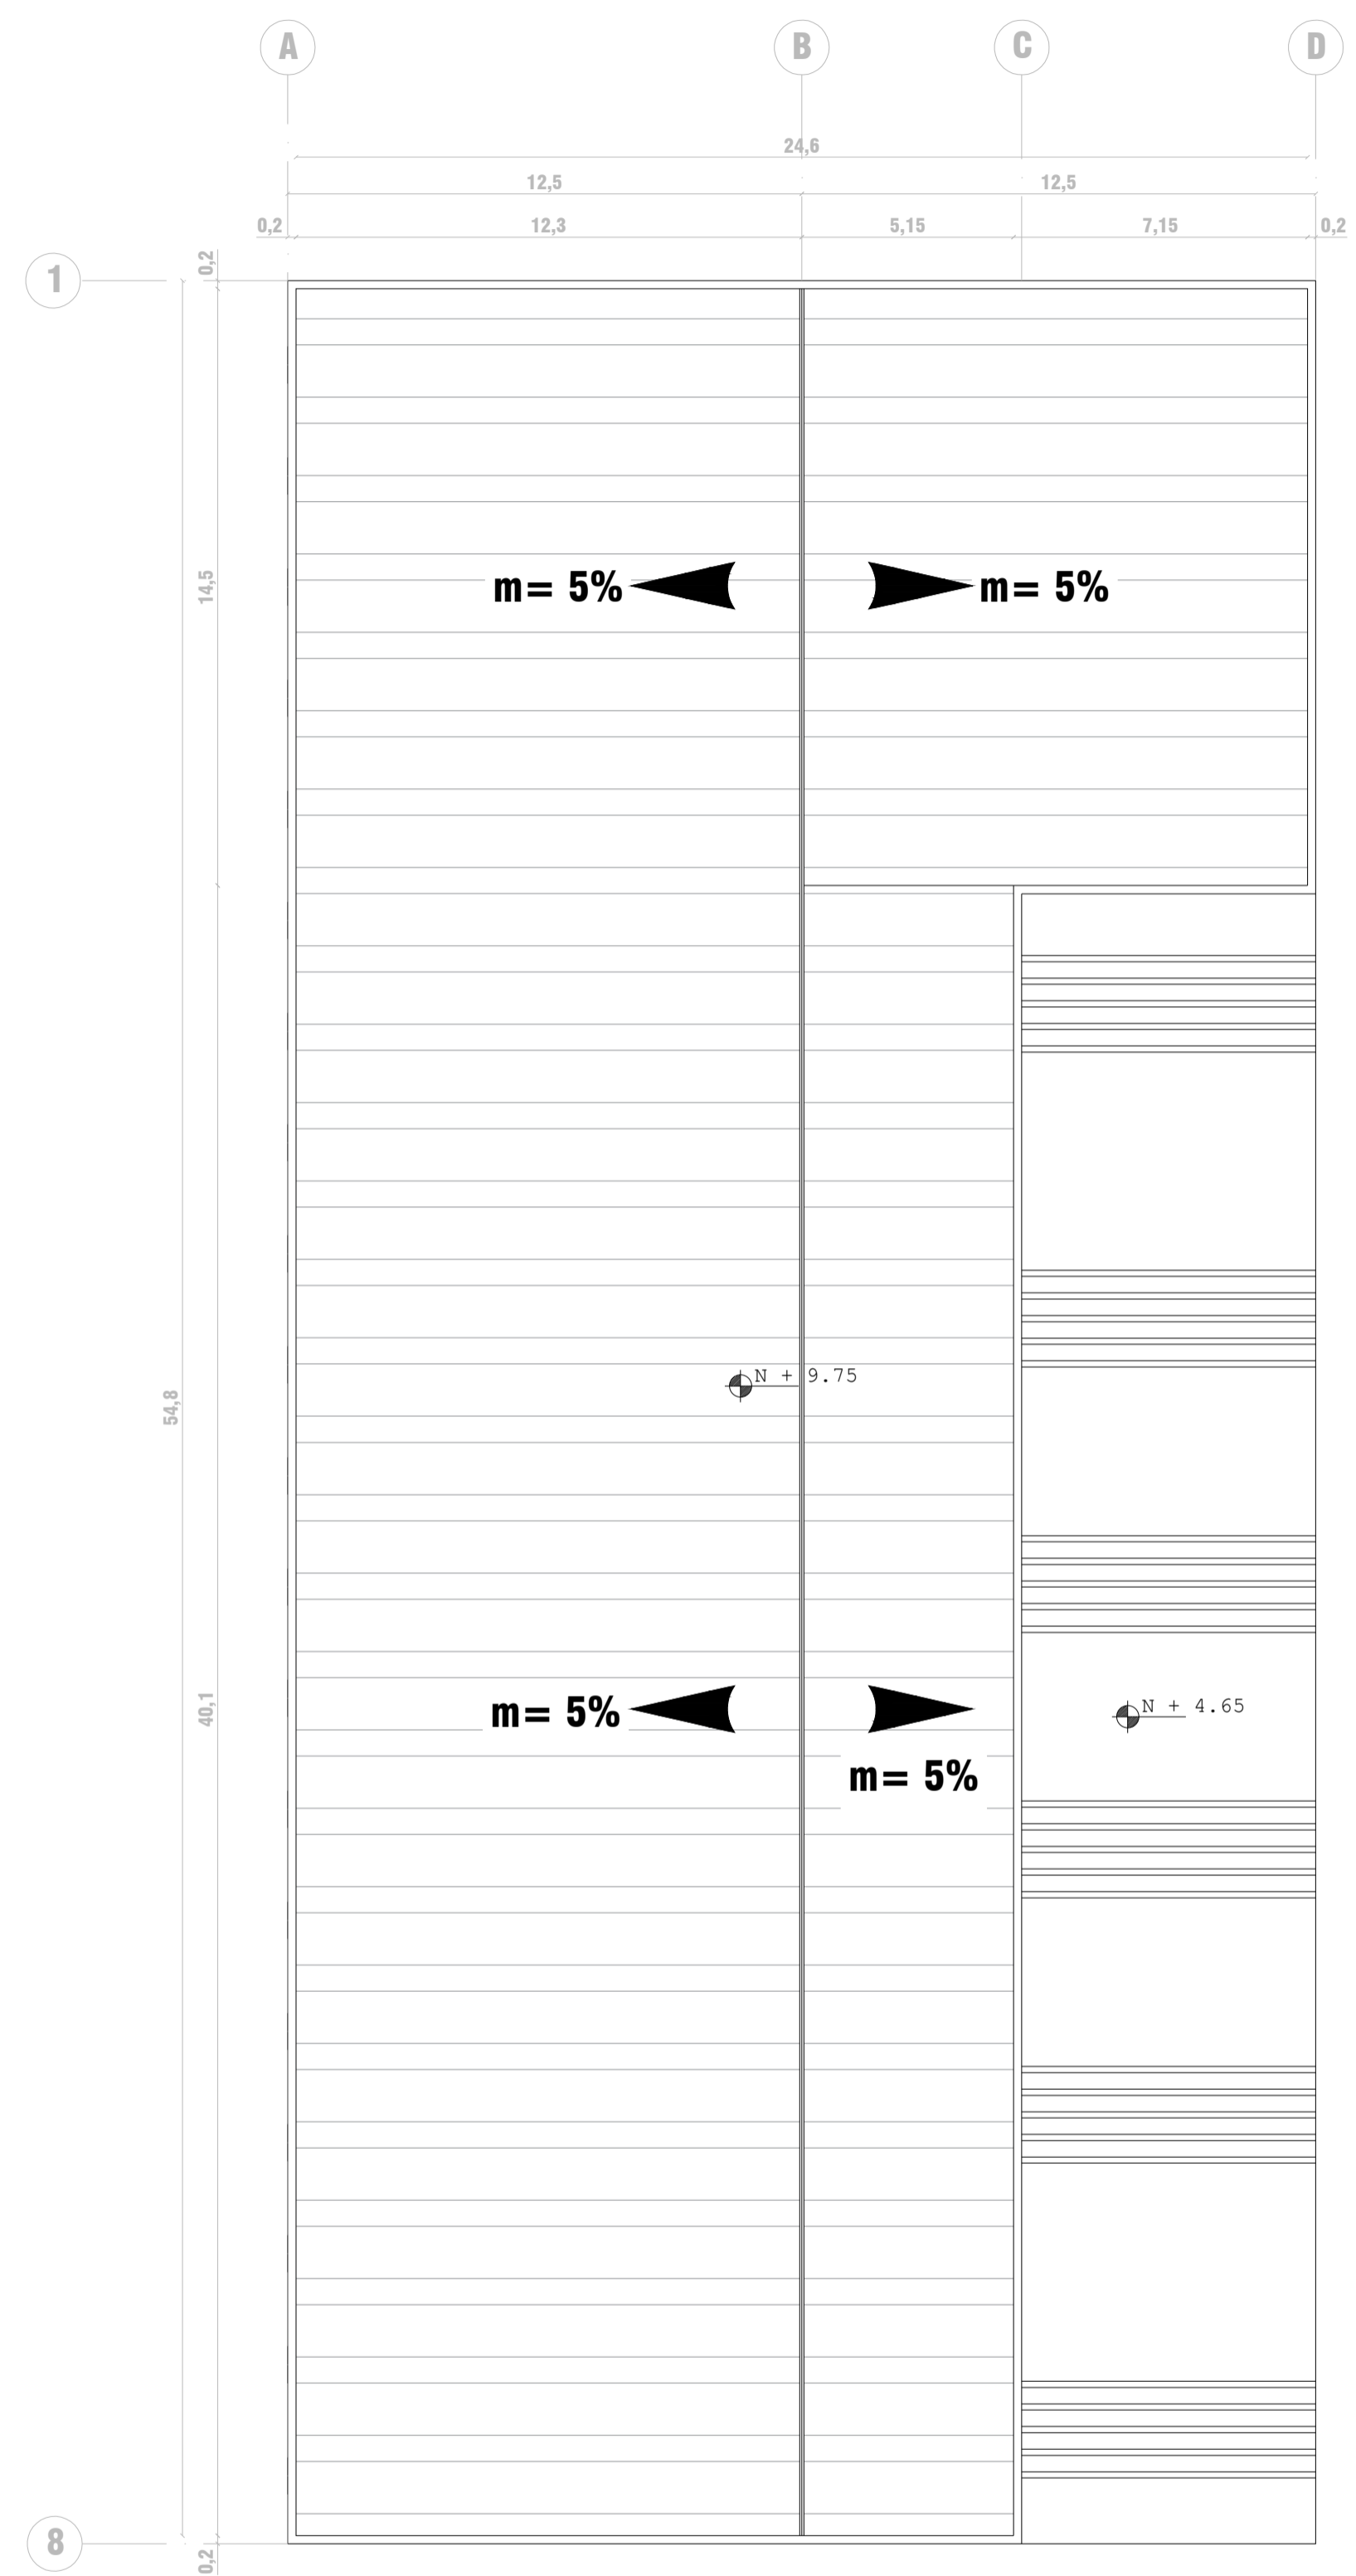 A B C D
24,6
12,5 12,5
0,2 12,3 5,15 7,15 0,2
0,2
1
14,5
m= 5% m= 5%
N + 9.75
54,8
40,1
m= 5%
N + 4.65
m= 5%
8
0,2